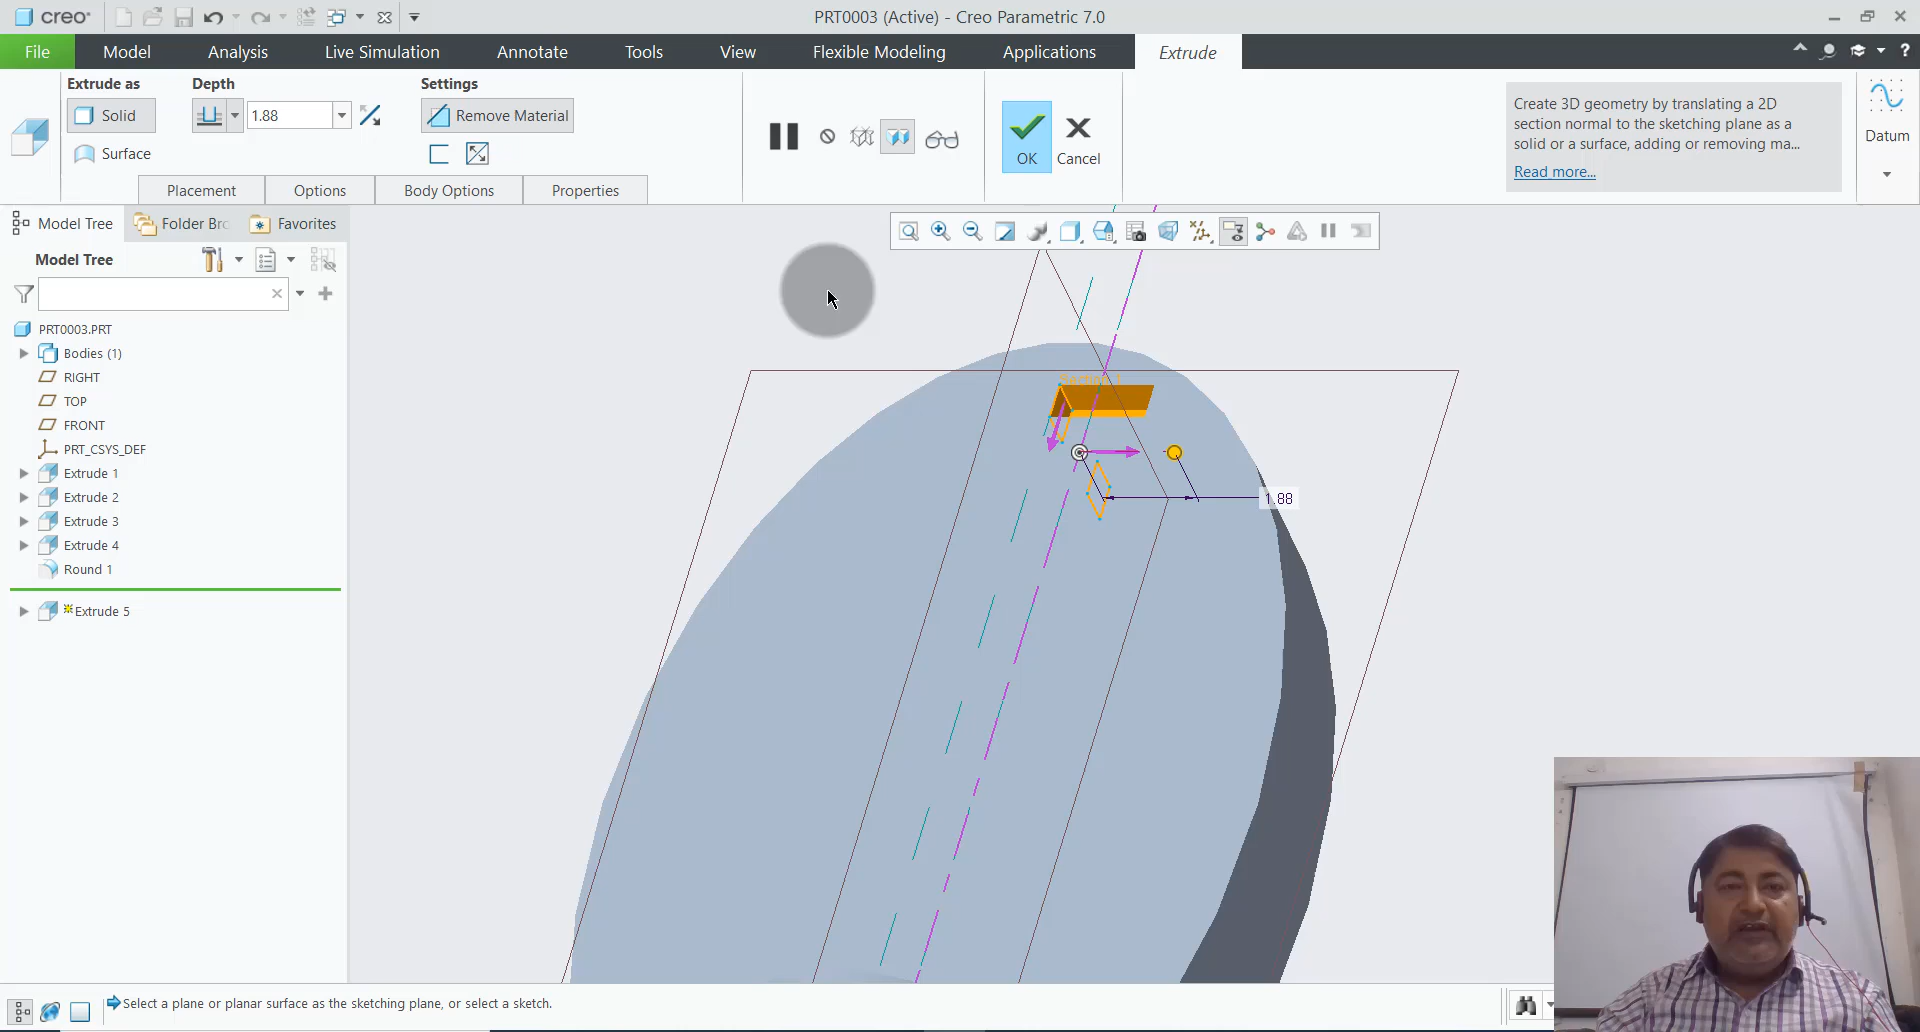 creo
PRT0003 (Active) - Creo Parametric 7.0
File Model Analysis Live Simulation Annotate Tools View Flexible Modeling Applications Extrude
Extrude as Depth Settings
Solid 1.88 Remove Material
Surface
OK Cancel
Placement Options Body Options Properties
Create 3D geometry by translating a 2D
section normal to the sketching plane as a
solid or a surface, adding or removing ma...
Read more...
Datum
Model Tree Folder Bro Favorites
Model Tree
PRT0003.PRT
Bodies (1)
RIGHT
TOP
FRONT
PRT_CSYS_DEF
Extrude 1
Extrude 2
Extrude 3
Extrude 4
Round 1
Extrude 5
Section 1
1.88
Select a plane or planar surface as the sketching plane, or select a sketch.